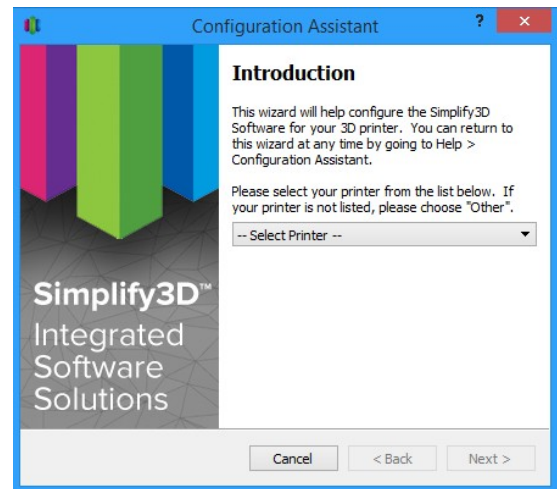 Configuration Assistant
?
×
Introduction
This wizard will help configure the Simplify3D
Software for your 3D printer. You can return to
this wizard at any time by going to Help >
Configuration Assistant.
Please select your printer from the list below. If
your printer is not listed, please choose "Other".
-- Select Printer --
Simplify3D™
Integrated
Software
Solutions
Cancel
< Back
Next >